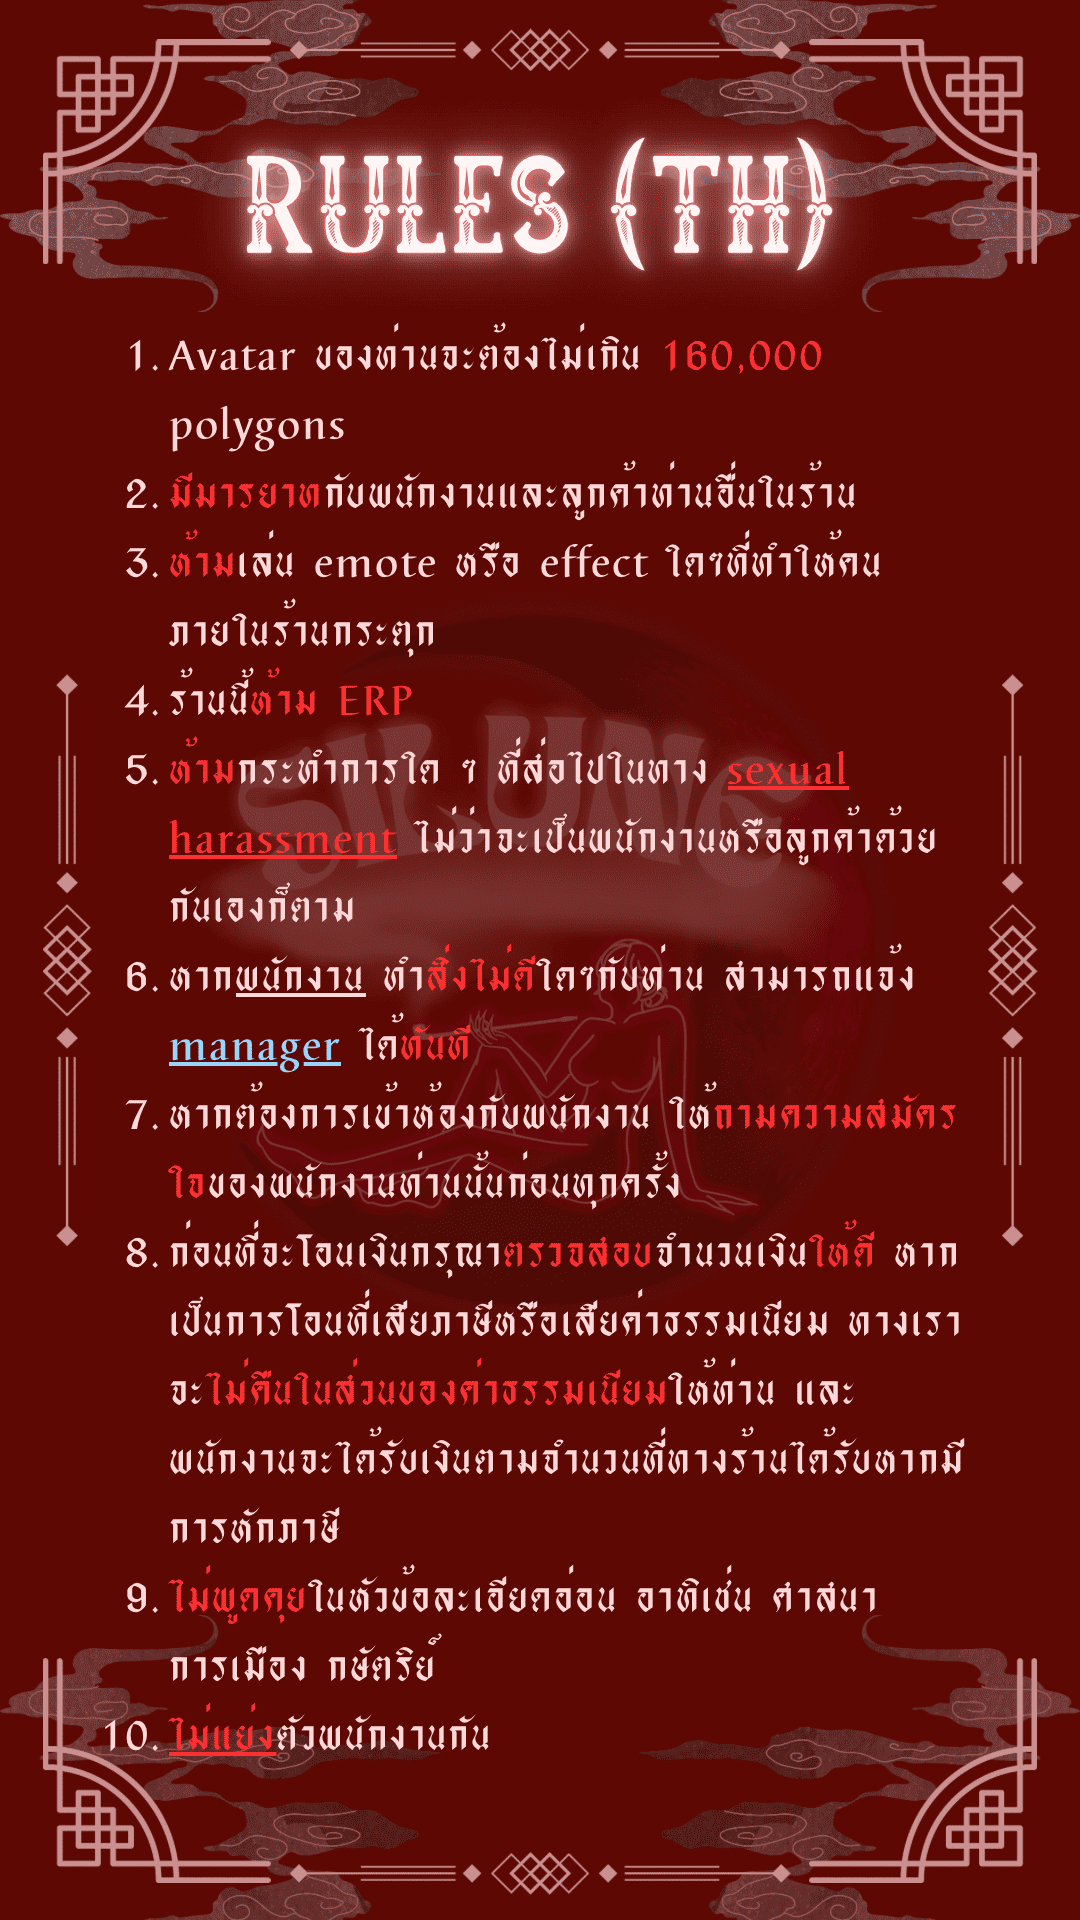 RULES (TH)
1. Avatar ของท่านจะต้องไม่เกิน 160,000
polygons
2. มีมารยาทกับพนักงานและลูกค้าท่านอื่นในร้าน
3. ห้ามเล่น emote หรือ effect ใดๆที่ทำให้คน
ภายในร้านกระตุก
4. ร้านนี้ห้าม ERP
5. ห้ามกระทำการใด ๆ ที่ส่อไปในทาง sexual
harassment ไม่ว่าจะเป็นพนักงานหรือลูกค้าด้วย
กันเองก็ตาม
6. หากพนักงาน ทำสิ่งไม่ดีใดๆกับท่าน สามารถแจ้ง
manager ได้ทันที
7. หากต้องการเข้าห้องกับพนักงาน ให้ถามความสมัคร
ใจของพนักงานท่านนั้นก่อนทุกครั้ง
8. ก่อนที่จะโอนเงินกรุณาตรวจสอบจำนวนเงินให้ดี หาก
เป็นการโอนที่เสียภาษีหรือเสียค่าธรรมเนียม ทางเรา
จะไม่คืนในส่วนของค่าธรรมเนียมให้ท่าน และ
พนักงานจะได้รับเงินตามจำนวนที่ทางร้านได้รับหากมี
การหักภาษี
9. ไม่พูดคุยในหัวข้อละเอียดอ่อน อาทิเช่น ศาสนา
การเมือง กษัตริย์
10. ไม่แย่งตัวพนักงานกัน